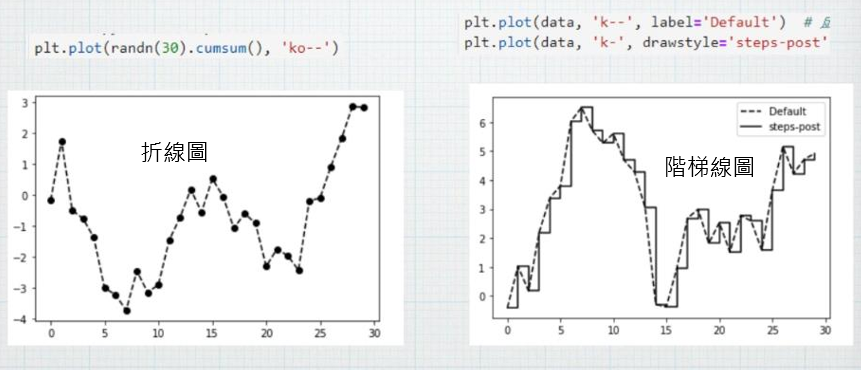 plt.plot(randn(30).cumsum(), 'ko--')
3
2
1
0
-1
-2
-3
-4
0 5 10 15 20 25 30
折線圖
plt.plot(data, 'k--', label='Default') #
plt.plot(data, 'k-', drawstyle='steps-post'
6
5
4
3
2
1
0
0 5 10 15 20 25 30
Default
steps-post
階梯線圖